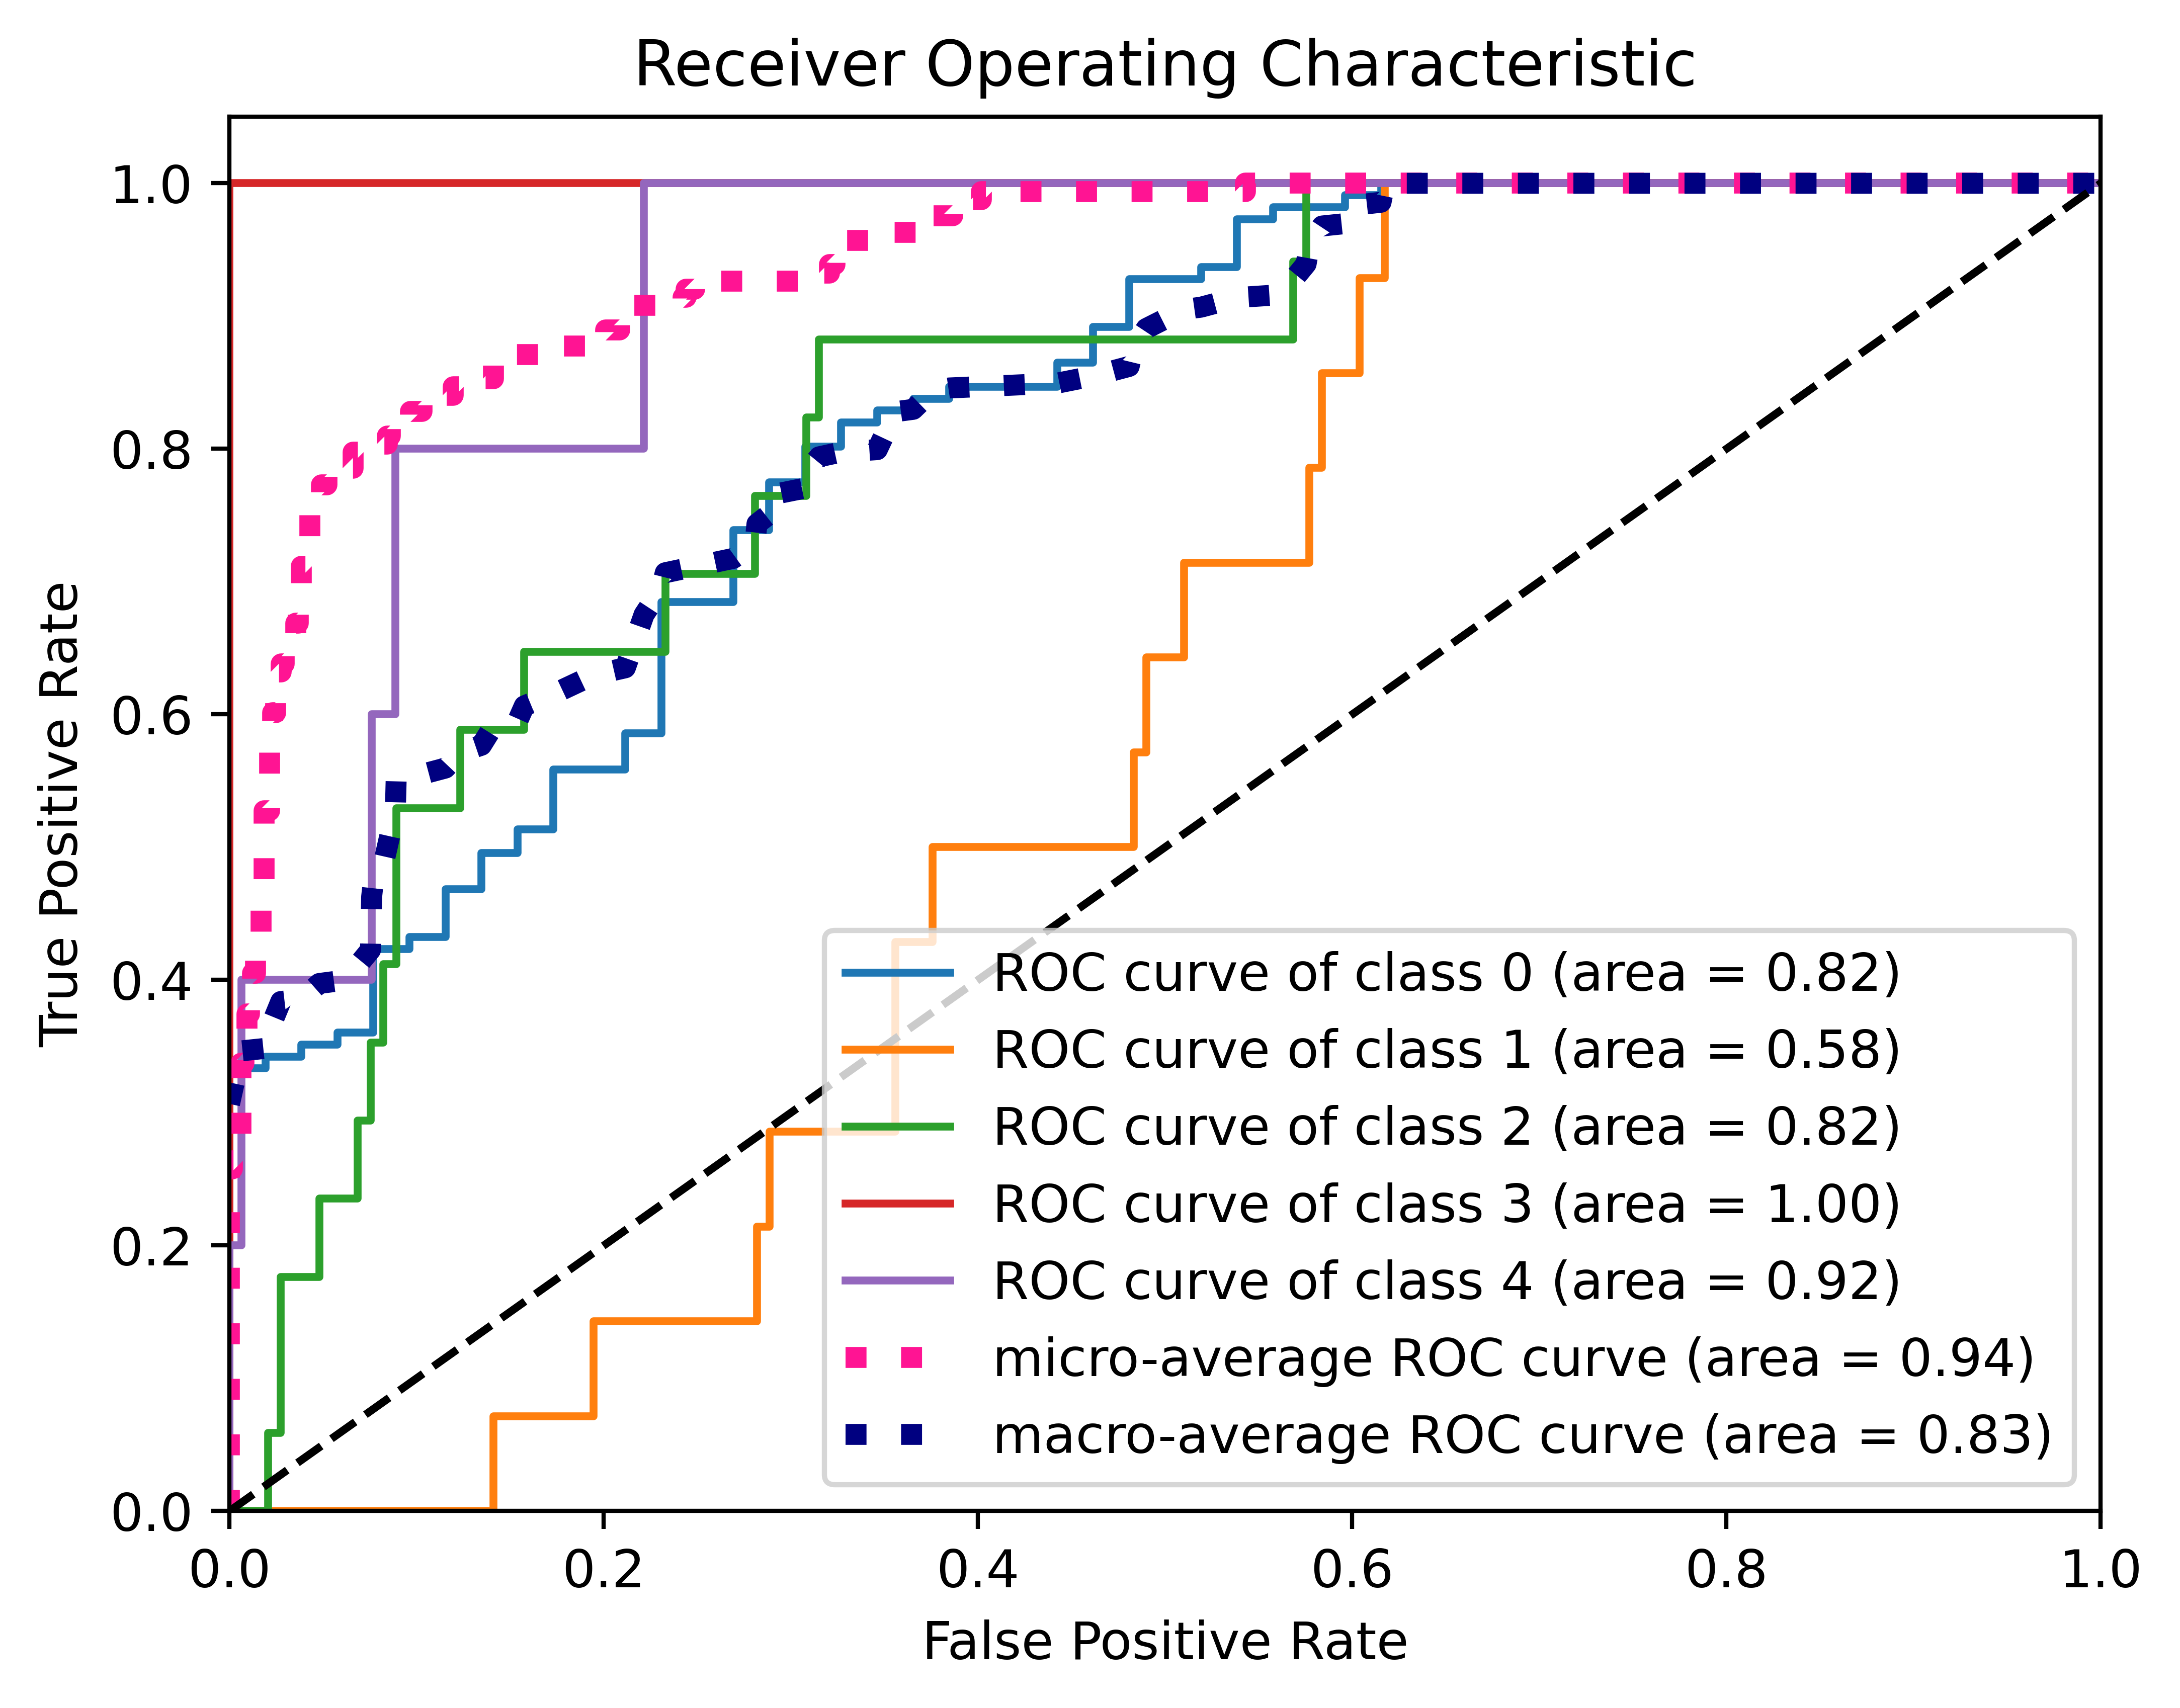 Receiver Operating Characteristic
1.0
0.8
0.6
0.4
0.2
0.0
True Positive Rate
ROC curve of class 0 (area = 0.82)
ROC curve of class 1 (area = 0.58)
ROC curve of class 2 (area = 0.82)
ROC curve of class 3 (area = 1.00)
ROC curve of class 4 (area = 0.92)
micro-average ROC curve (area = 0.94)
macro-average ROC curve (area = 0.83)
0.0 0.2 0.4 0.6 0.8 1.0
False Positive Rate